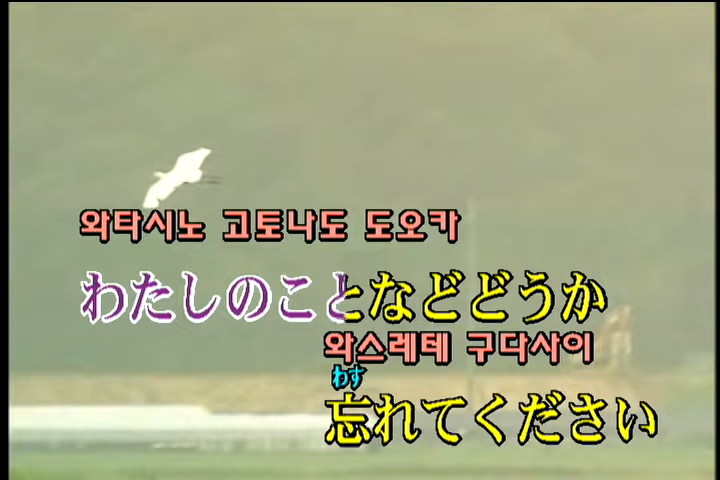 와타시노 고토나도 도오카
わたしのことなどどうか
와스레테 구다사이
わす
忘れてください